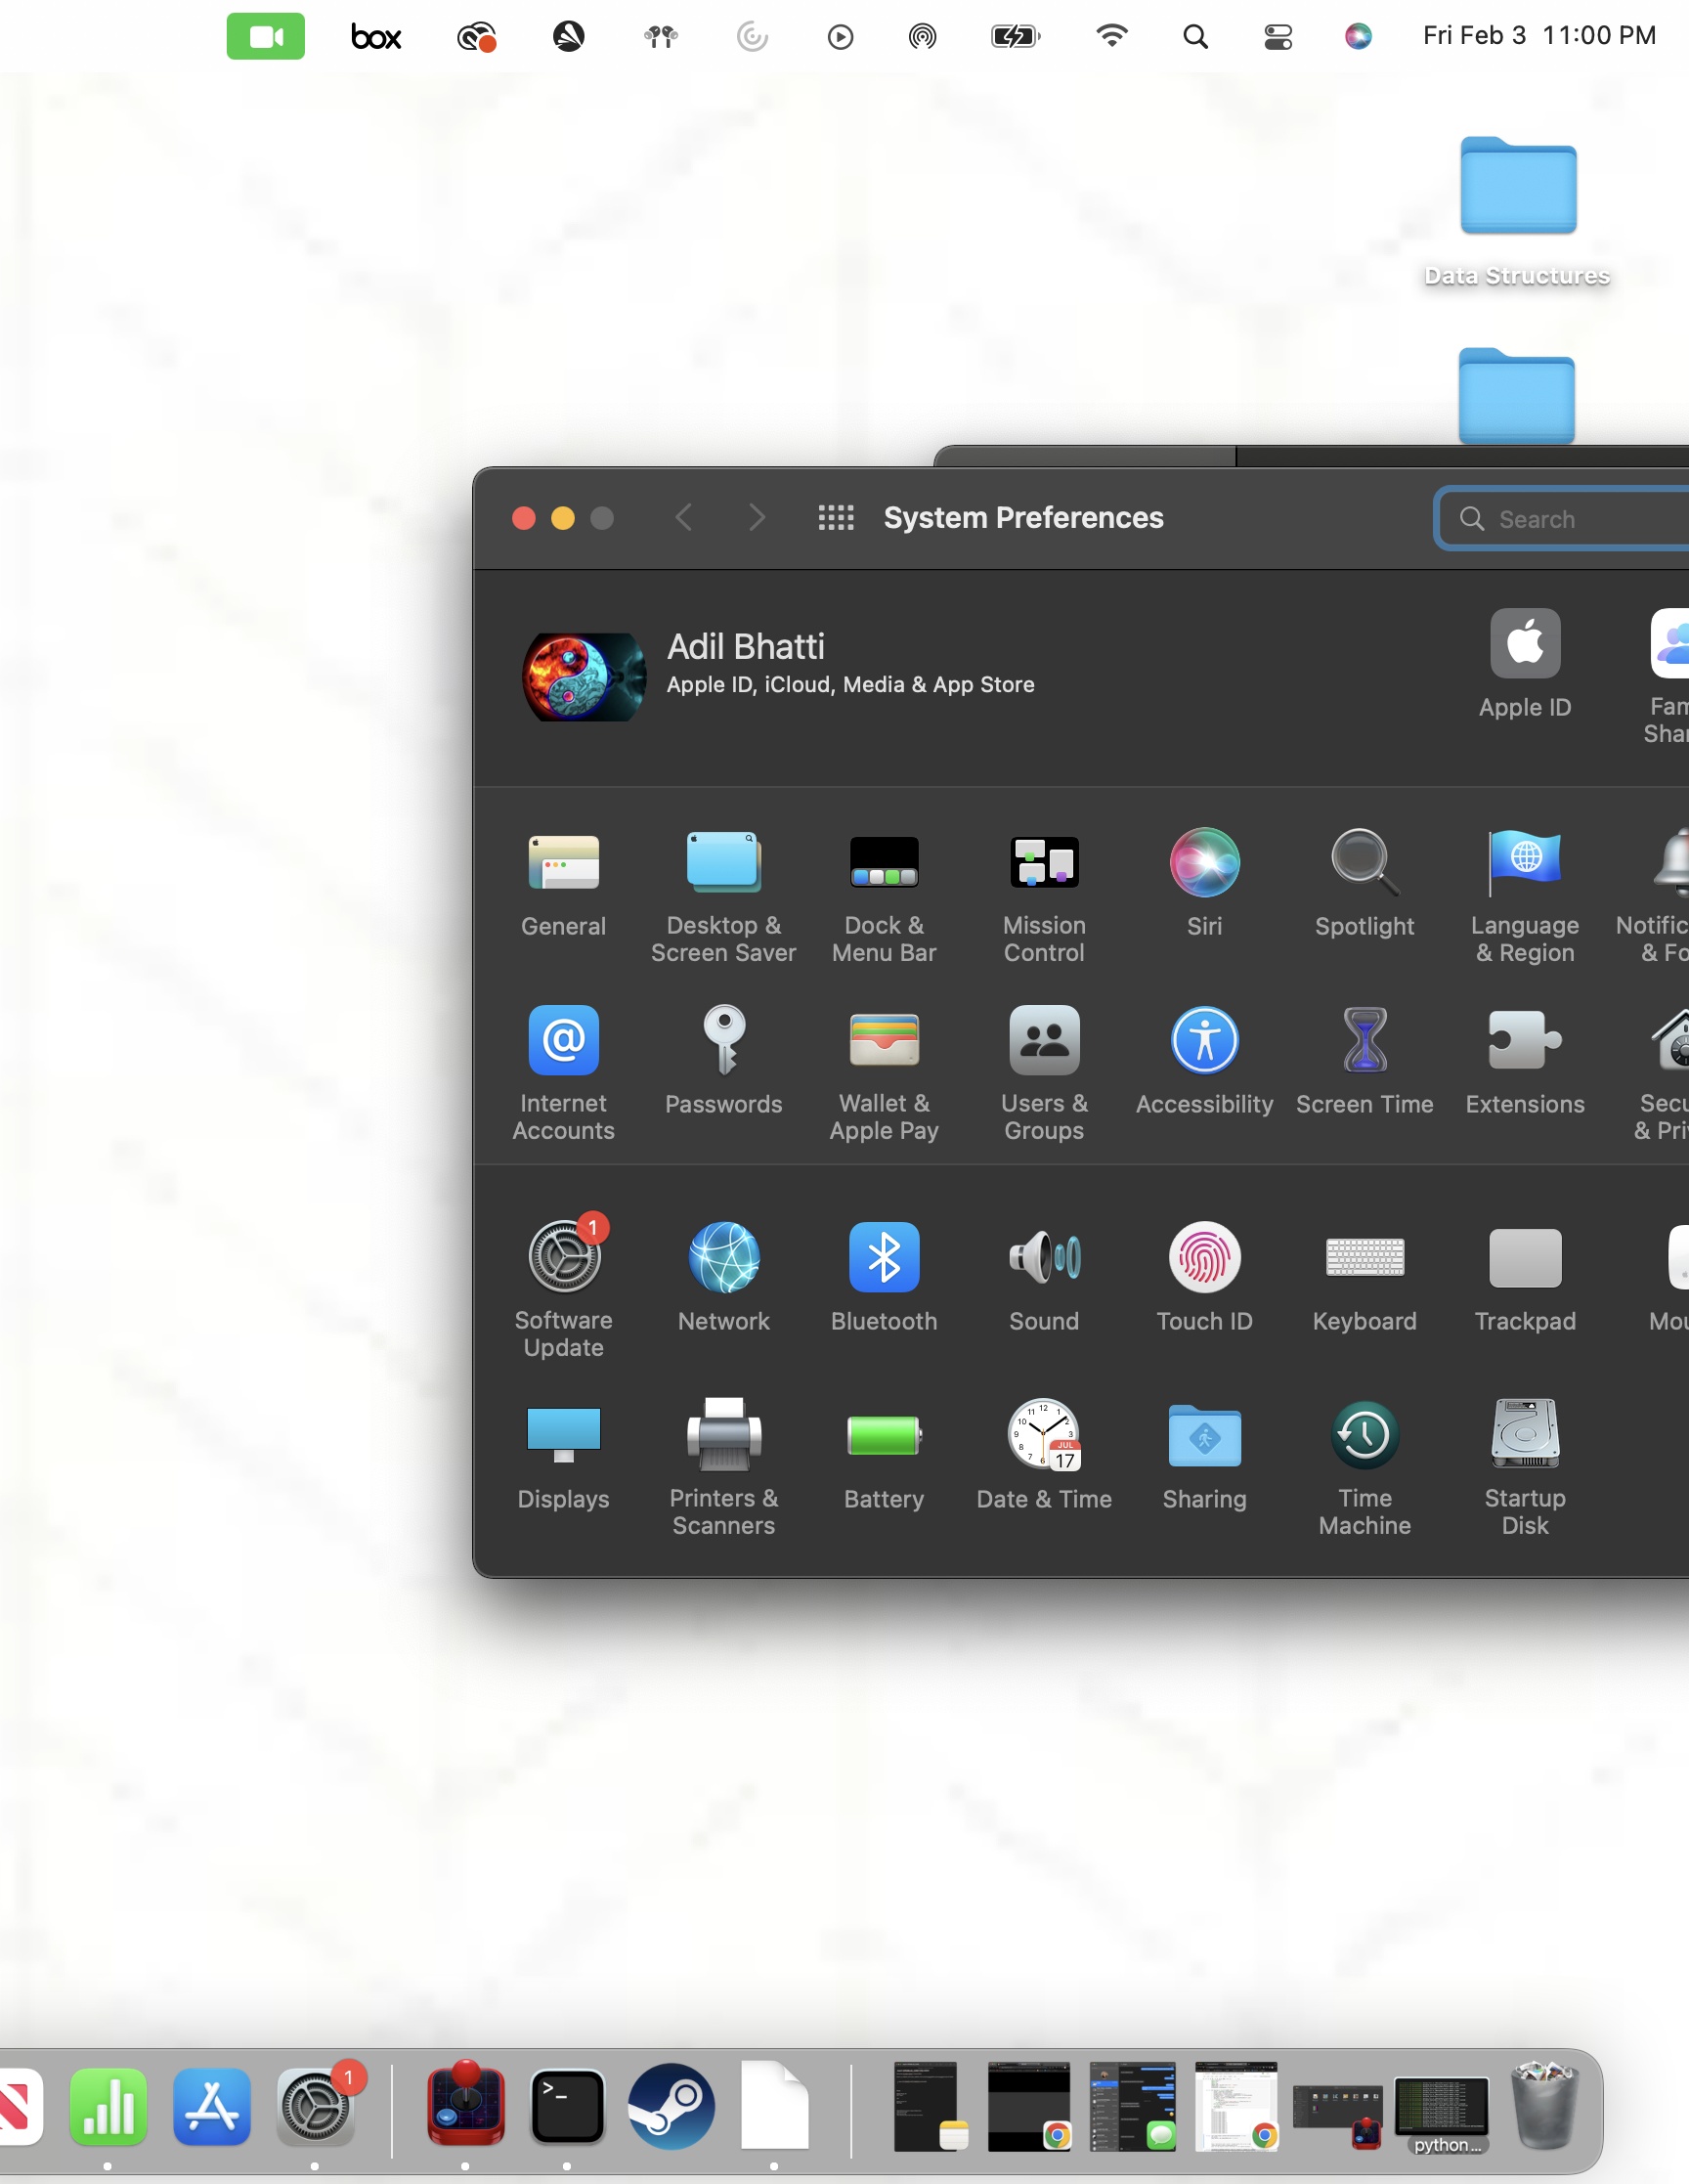 box
Fri Feb 3 11:00 PM
Data Structures
System Preferences
Search
Adil Bhatti
Apple ID, iCloud, Media & App Store
Apple ID
Fam
Shar
General
Desktop &
Screen Saver
Dock &
Menu Bar
Mission
Control
Siri
Spotlight
Language
& Region
Notific
& Fo
Internet
Accounts
Passwords
Wallet &
Apple Pay
Users &
Groups
Accessibility
Screen Time
Extensions
Secu
& Priv
1
Software
Update
Network
Bluetooth
Sound
Touch ID
Keyboard
Trackpad
Mou
Displays
Printers &
Scanners
Battery
JUL
17
Date & Time
Sharing
Time
Machine
Startup
Disk
1
>_
python...